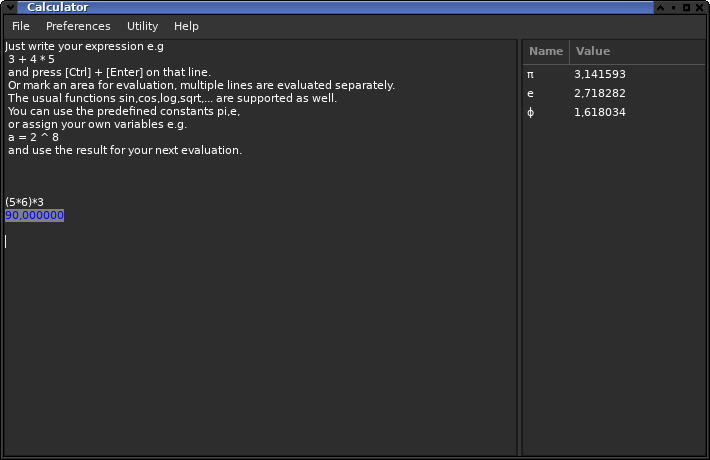 Calculator
File Preferences Utility Help
Just write your expression e.g
3 + 4 * 5
and press [Ctrl] + [Enter] on that line.
Or mark an area for evaluation, multiple lines are evaluated separately.
The usual functions sin,cos,log,sqrt,... are supported as well.
You can use the predefined constants pi,e,
or assign your own variables e.g.
a = 2 ^ 8
and use the result for your next evaluation.
(5*6)*3
90,000000
Name Value
π 3,141593
e 2,718282
ϕ 1,618034